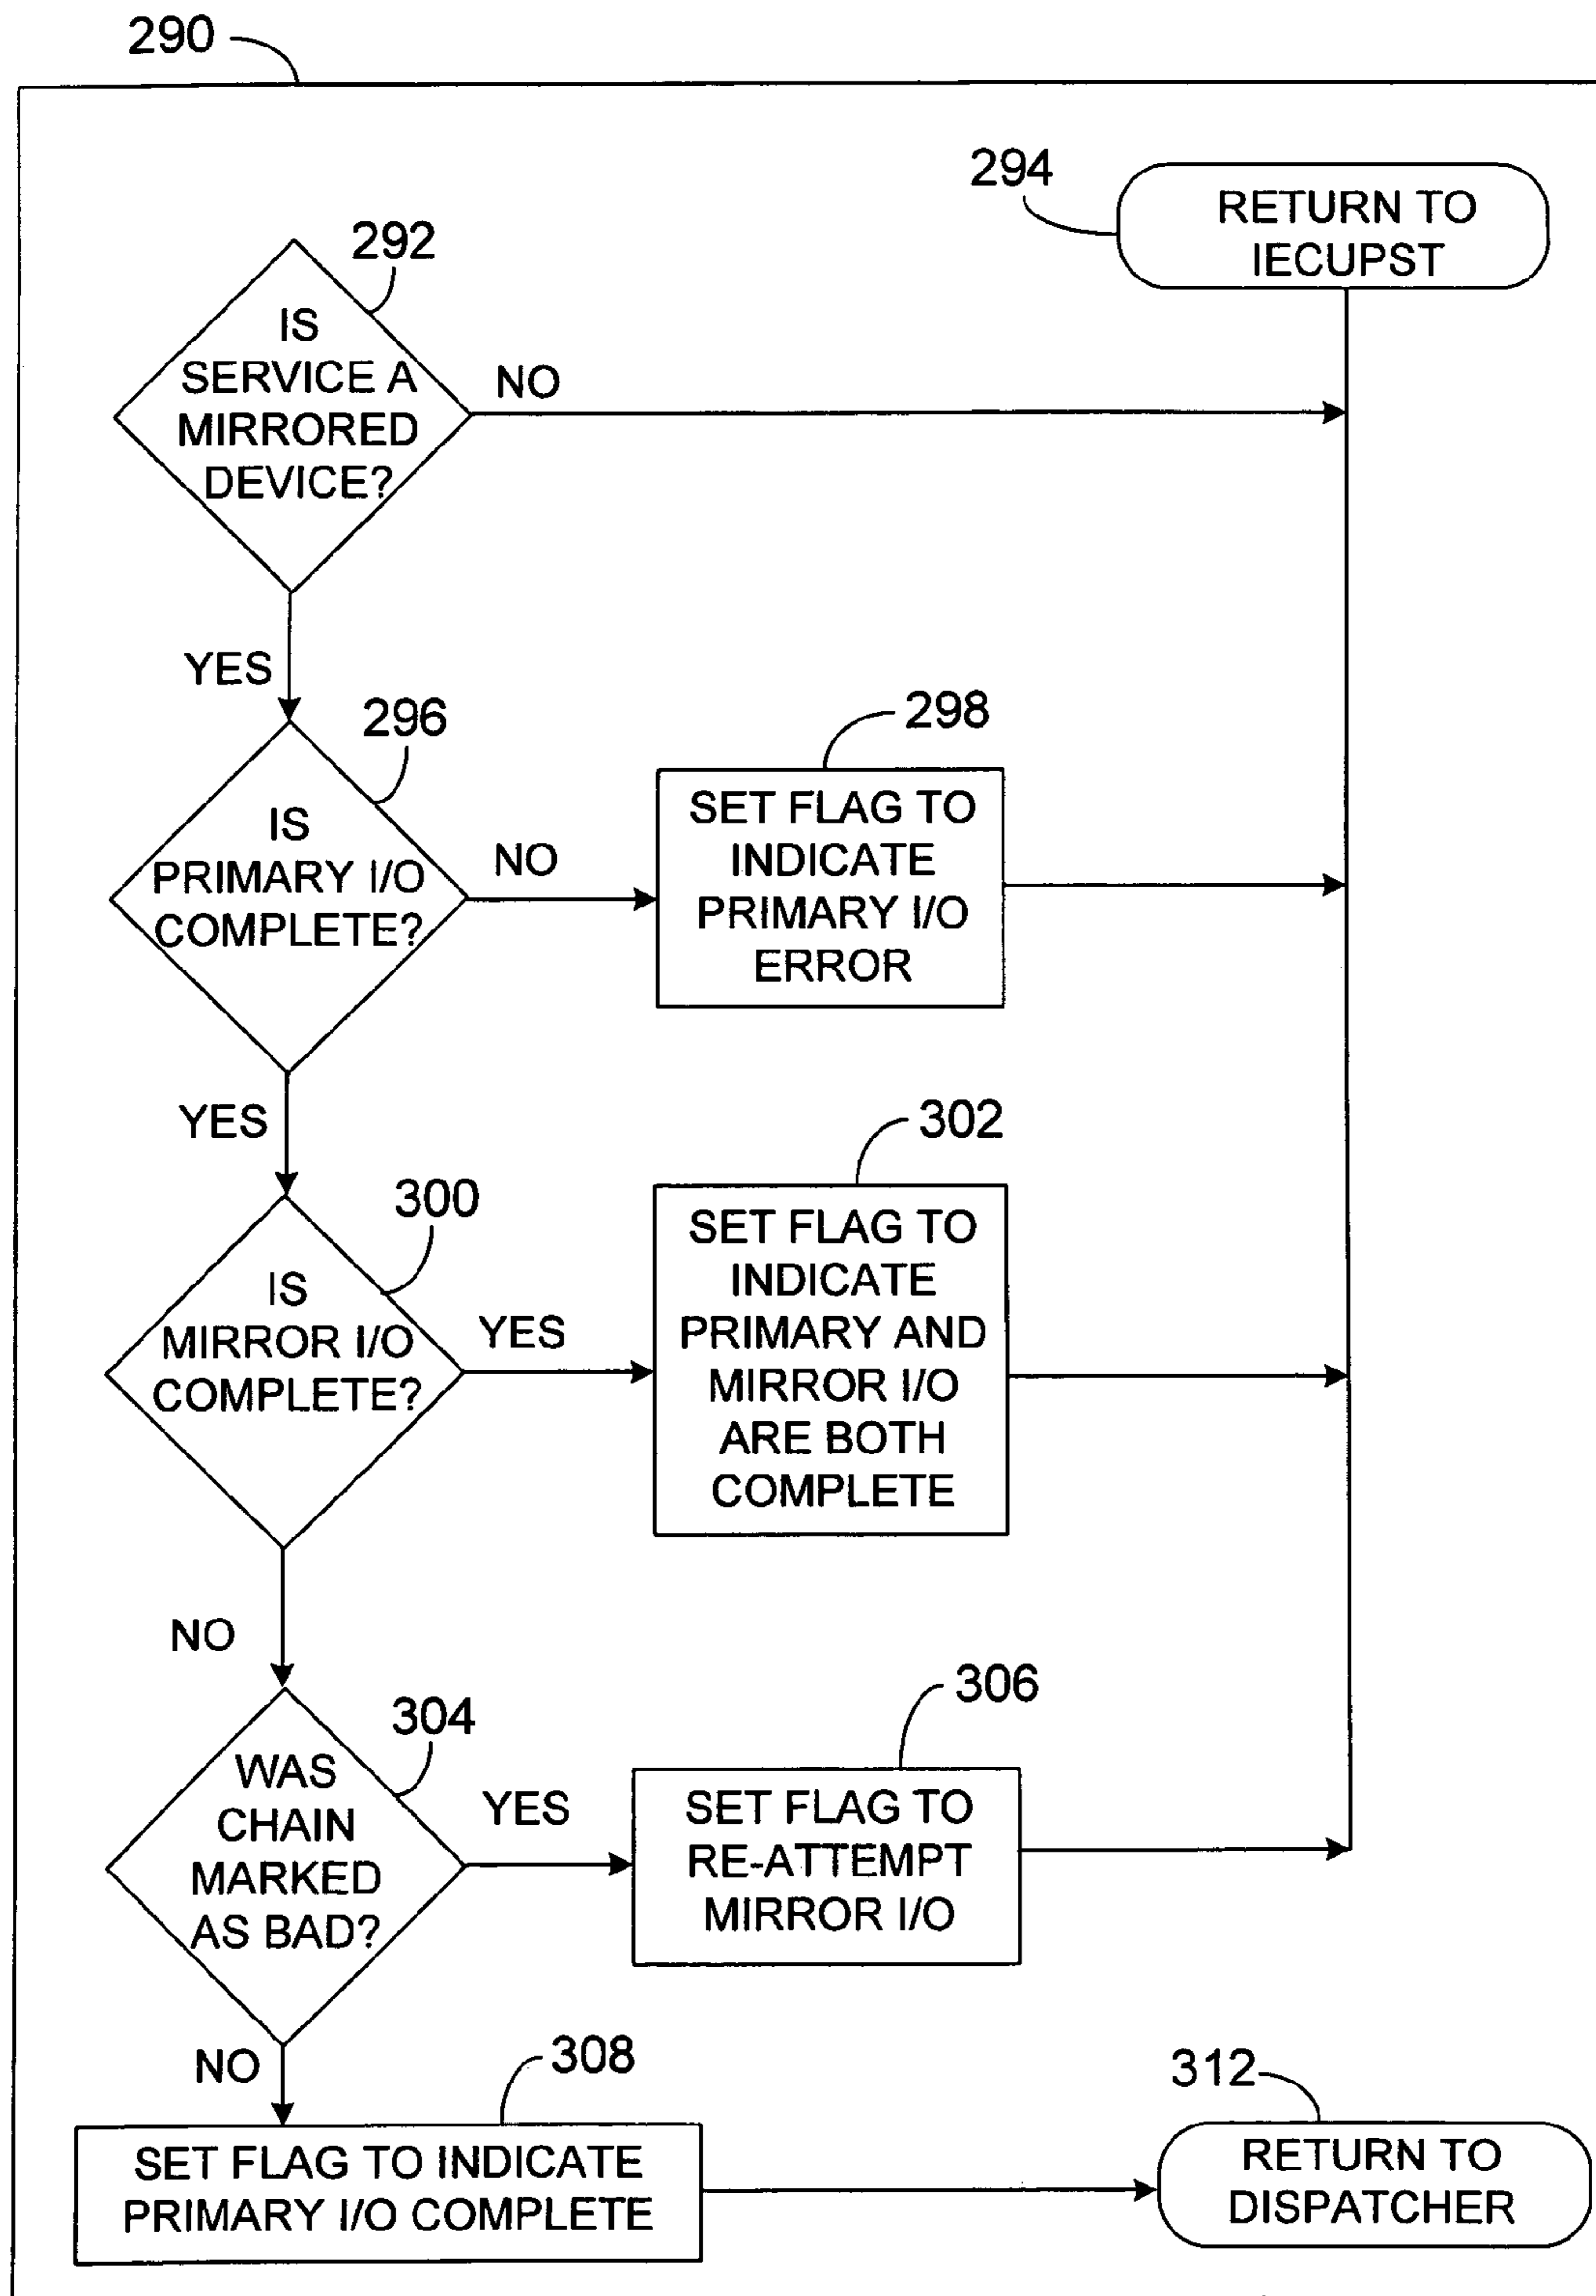 290
294
RETURN TO
IECUPST
292
IS
SERVICE A
MIRRORED
DEVICE?
NO
YES
296
IS
PRIMARY I/O
COMPLETE?
NO
298
SET FLAG TO
INDICATE
PRIMARY I/O
ERROR
YES
300
IS
MIRROR I/O
COMPLETE?
YES
302
SET FLAG TO
INDICATE
PRIMARY AND
MIRROR I/O
ARE BOTH
COMPLETE
NO
304
WAS
CHAIN
MARKED
AS BAD?
YES
306
SET FLAG TO
RE-ATTEMPT
MIRROR I/O
NO
308
SET FLAG TO INDICATE
PRIMARY I/O COMPLETE
312
RETURN TO
DISPATCHER